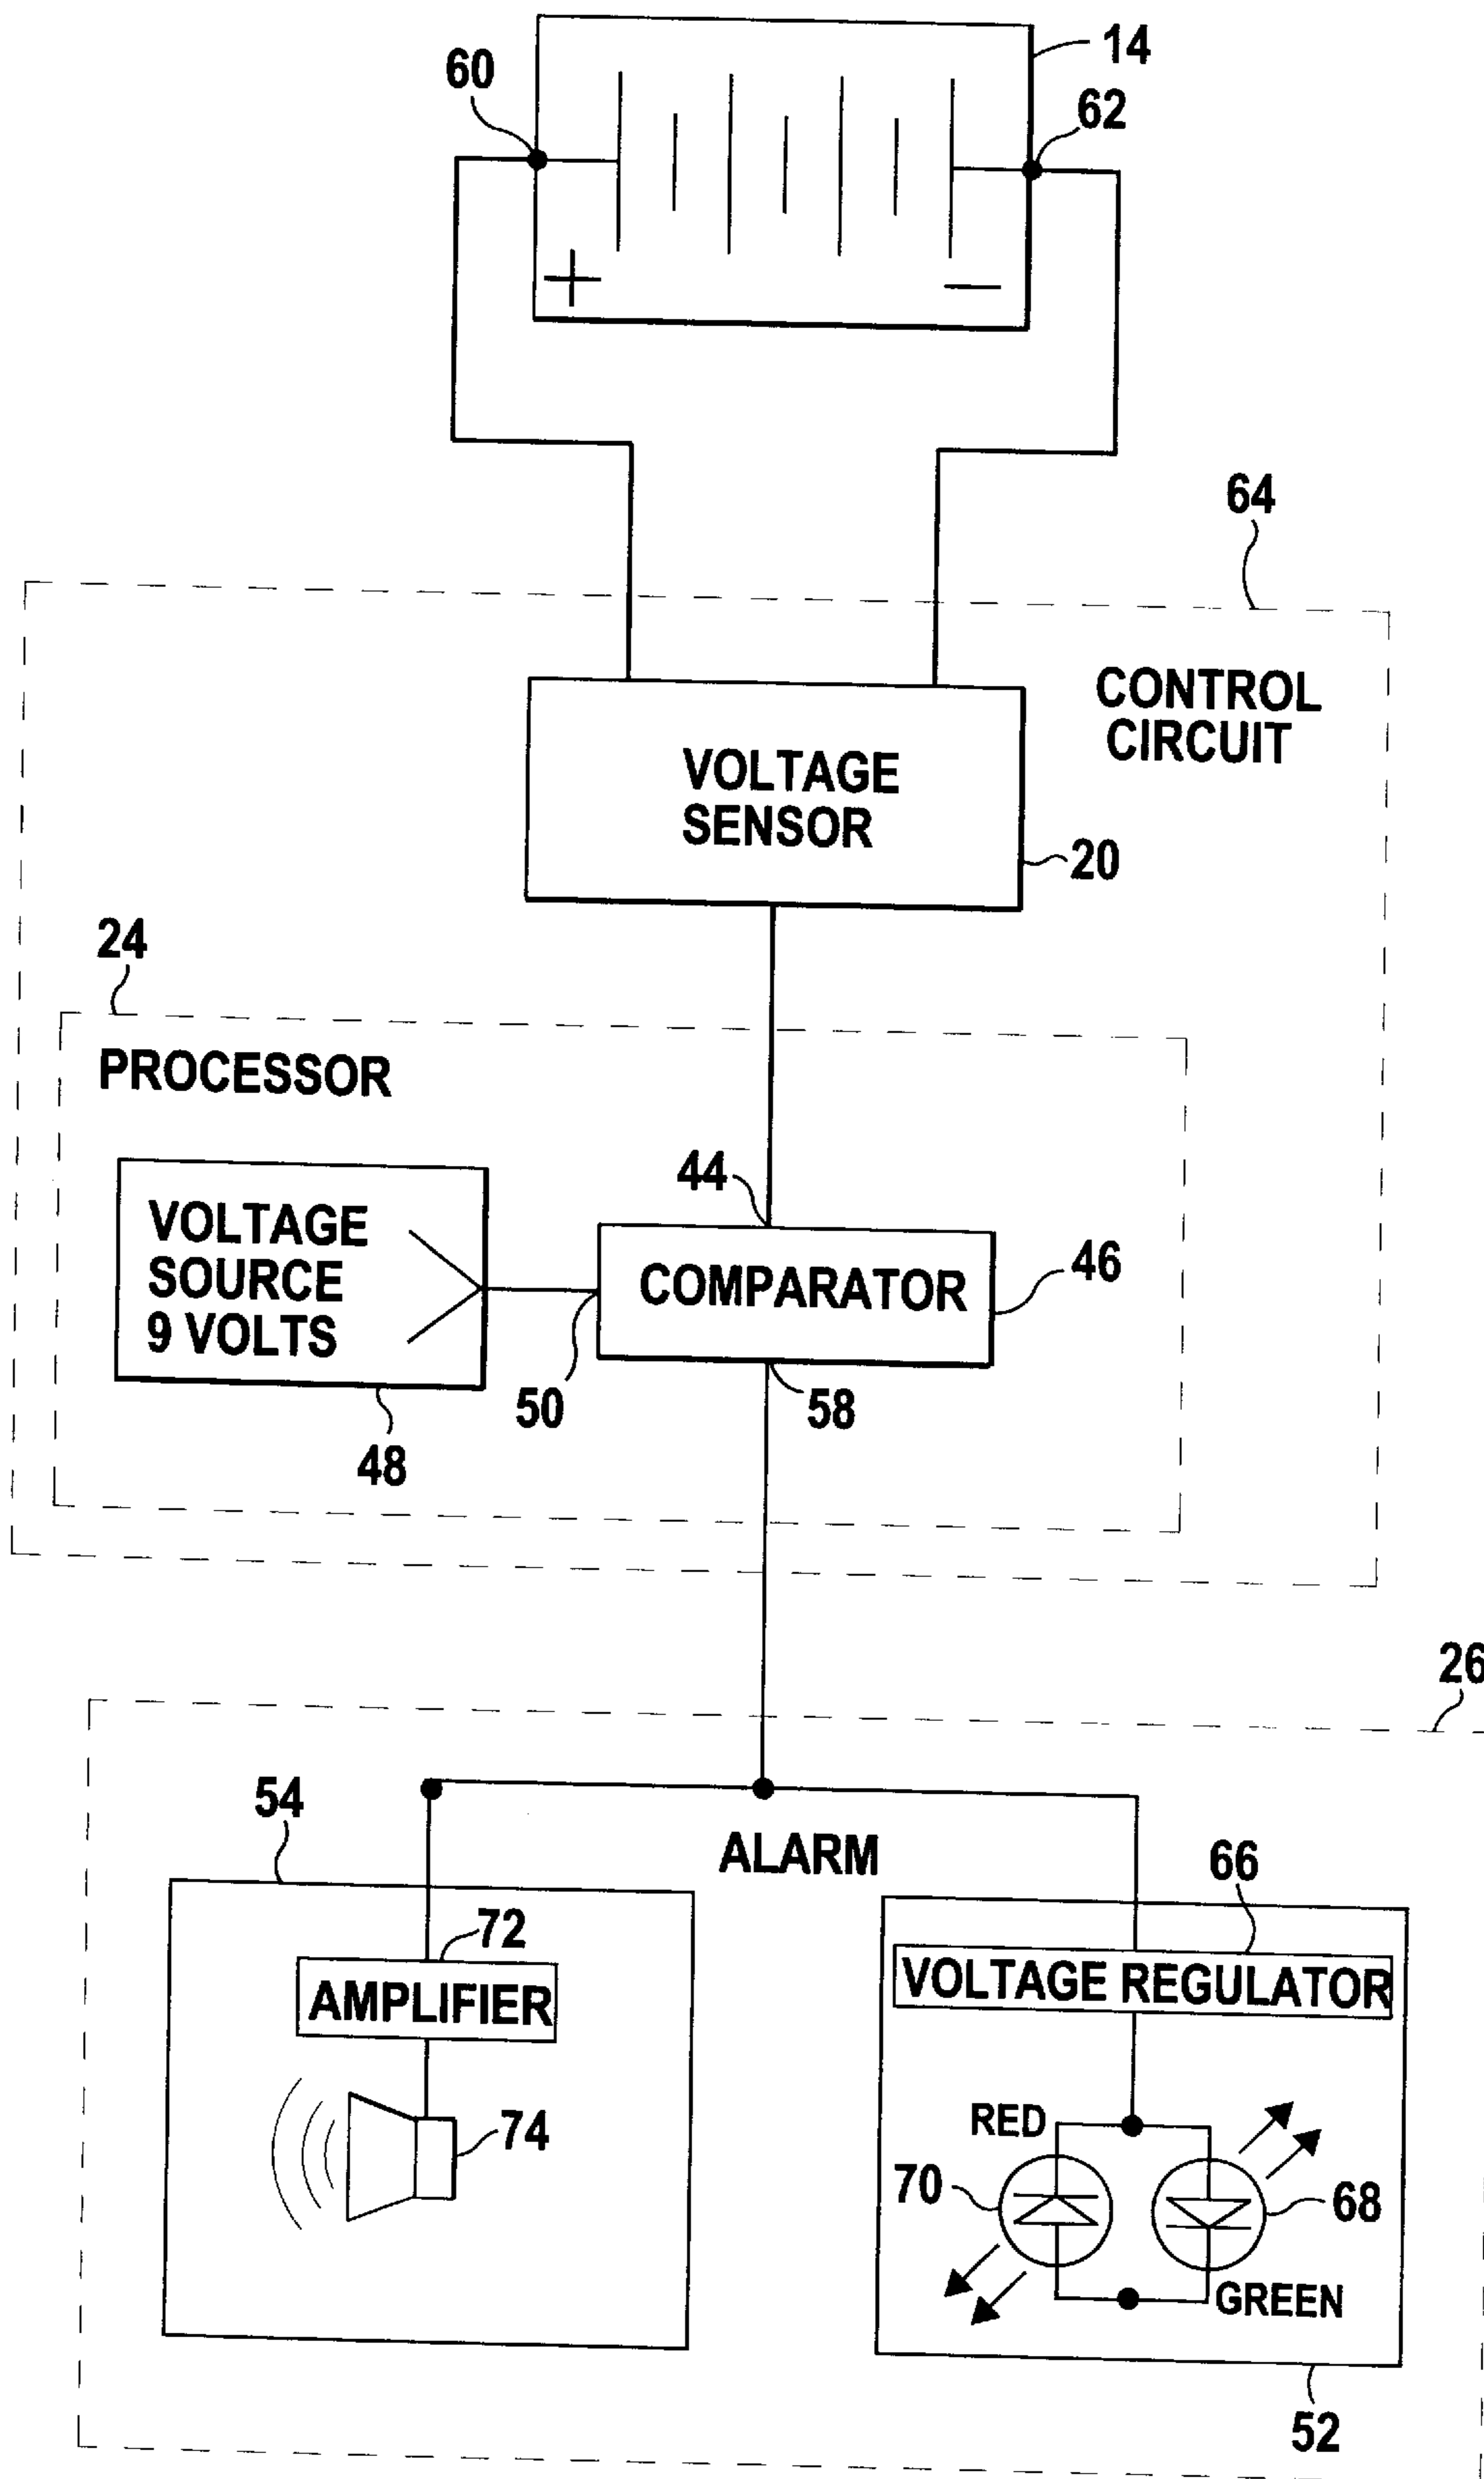 14
60
62
+
−
64
CONTROL
CIRCUIT
VOLTAGE
SENSOR
20
24
PROCESSOR
44
VOLTAGE
SOURCE
9 VOLTS
COMPARATOR
46
50
58
48
26
54
ALARM
66
72
VOLTAGE REGULATOR
AMPLIFIER
RED
74
70
68
GREEN
52